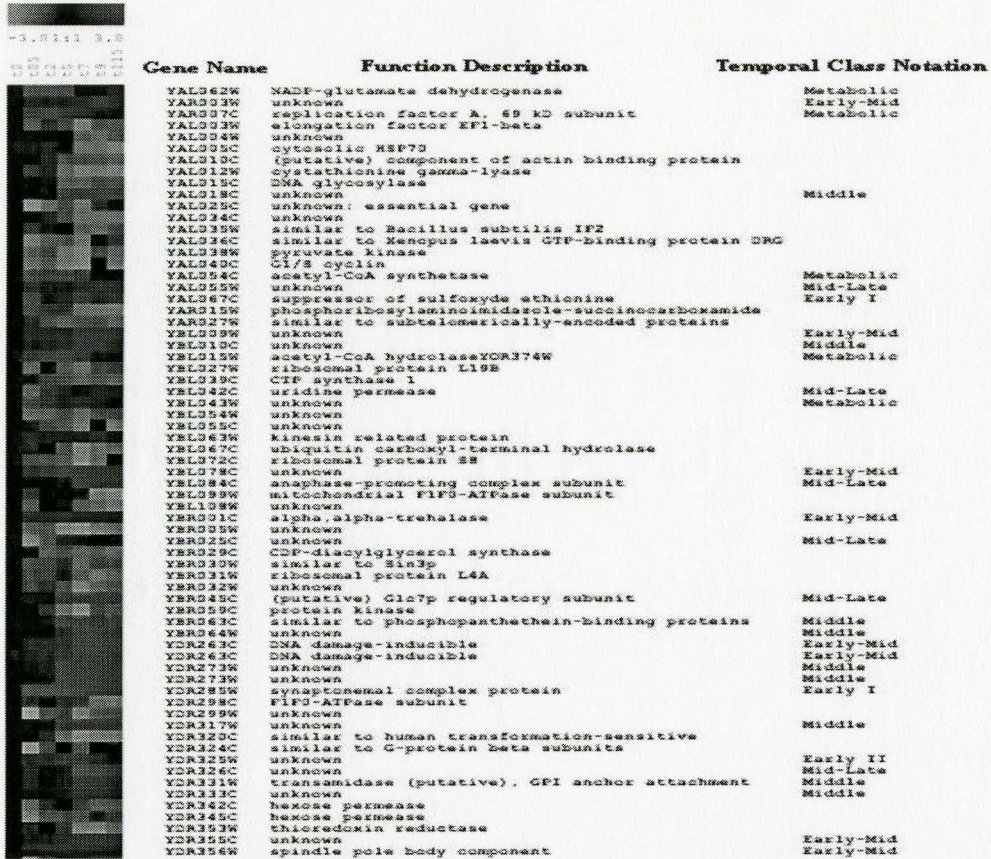 Gene Name Function Description Temporal Class Notation
YAL062W NADP-glutamate dehydrogenase Metabolic
YAR003W unknown Early-Mid
YAR007C replication factor A, 69 kD subunit Metabolic
YAL003W elongation factor EF1-beta
YAL004W unknown
YAL005C cytosolic HSP70
YAL010C (putative) component of actin binding protein
YAL012W cystathionine gamma-lyase
YAL015C DNA glycosylase
YAL018C unknown Middle
YAL025C unknown; essential gene
YAL034C unknown
YAL035W similar to Bacillus subtilis IF2
YAL036C similar to Xenopus laevis GTP-binding protein DRG
YAL038W pyruvate kinase
YAL040C G1/S cyclin
YAL054C acetyl-CoA synthetase Metabolic
YAL055W unknown Mid-Late
YAL067C suppressor of sulfoxyde ethionine Early I
YAR015W phosphoribosylaminoimidazole-succinocarboxamide
YAR027W similar to subtelomerically-encoded proteins
YBL009W unknown Early-Mid
YBL010C unknown Middle
YBL015W acetyl-CoA hydrolaseYOR374W Metabolic
YBL027W ribosomal protein L19B
YBL039C CTP synthase 1
YBL042C uridine permease Mid-Late
YBL043W unknown Metabolic
YBL054W unknown
YBL055C unknown
YBL063W kinesin related protein
YBL067C ubiquitin carboxyl-terminal hydrolase
YBL072C ribosomal protein S8
YBL078C unknown Early-Mid
YBL084C anaphase-promoting complex subunit Mid-Late
YBL099W mitochondrial F1F0-ATPase subunit
YBL109W unknown
YBR001C alpha,alpha-trehalase Early-Mid
YBR005W unknown
YBR025C unknown Mid-Late
YBR029C CDP-diacylglycerol synthase
YBR030W similar to Sin3p
YBR031W ribosomal protein L4A
YBR032W unknown
YBR045C (putative) Glc7p regulatory subunit Mid-Late
YBR059C protein kinase
YBR063C similar to phosphopanthethein-binding proteins Middle
YBR064W unknown Middle
YDR263C DNA damage-inducible Early-Mid
YDR263C DNA damage-inducible Early-Mid
YDR273W unknown Middle
YDR273W unknown Middle
YDR285W synaptonemal complex protein Early I
YDR298C F1F0-ATPase subunit
YDR299W unknown
YDR317W unknown Middle
YDR320C similar to human transformation-sensitive
YDR324C similar to G-protein beta subunits
YDR325W unknown Early II
YDR326C unknown Mid-Late
YDR331W transamidase (putative), GPI anchor attachment Middle
YDR333C unknown Middle
YDR342C hexose permease
YDR345C hexose permease
YDR353W thioredoxin reductase
YDR355C unknown Early-Mid
YDR356W spindle pole body component Early-Mid